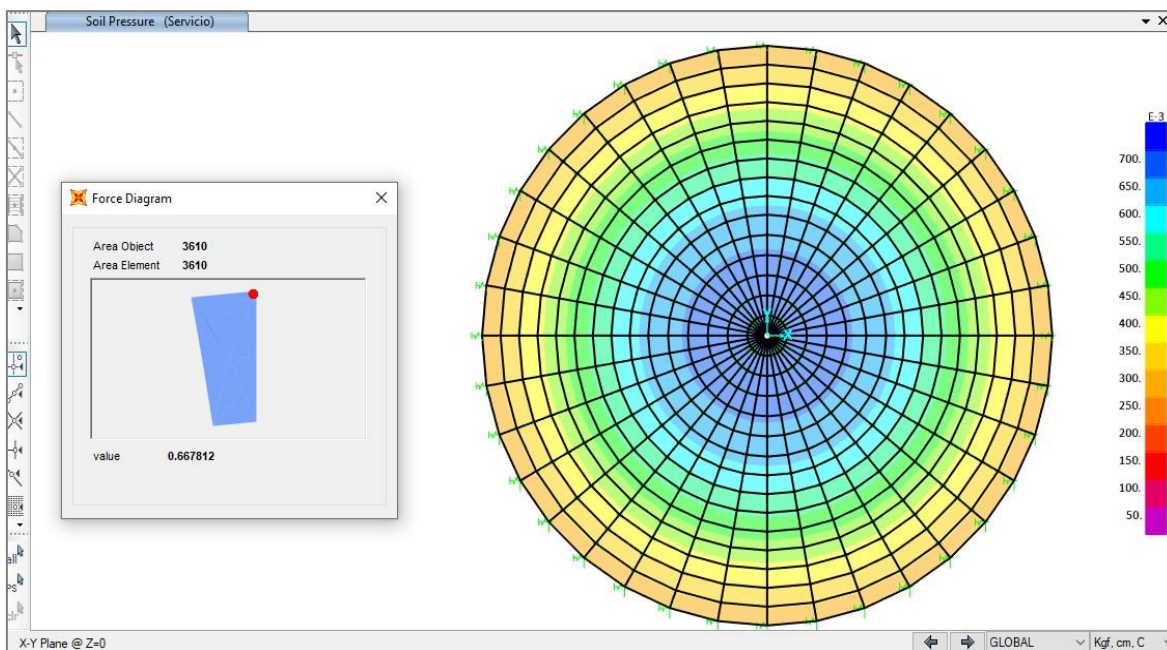 Soil Pressure (Servicio)
Force Diagram
Area Object 3610
Area Element 3610
value 0.667812
E-3
700.
650.
600.
550.
500.
450.
400.
350.
300.
250.
200.
150.
100.
50.
Y
X
all
X-Y Plane @ Z=0
GLOBAL
Kgf, cm, C